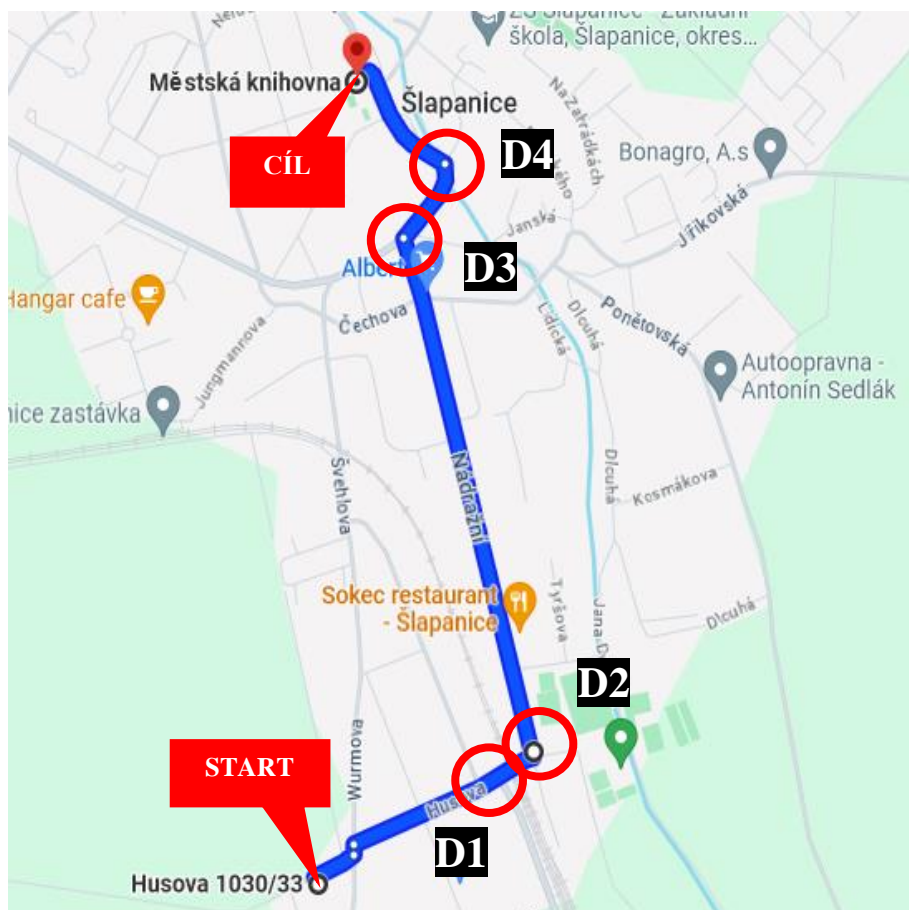 ZŠ Šlapanice - Základní
škola, Šlapanice, okres...
Městská knihovna
Šlapanice
Na Zahrádkách
CÍL
D4
Bonagro, A.s
Janská
Jiříkovská
D3
Albert
Hangar cafe
Čechova
Lidická
Dlouhá
Ponětovská
Jungmannova
Autoopravna -
Antonín Sedlák
nice zastávka
Švehlova
Nádražní
Dlouhá
Kosmákova
Sokec restaurant
- Šlapanice
Tyršova
Dlouhá
D2
START
Wurmova
Husova
D1
Husova 1030/33